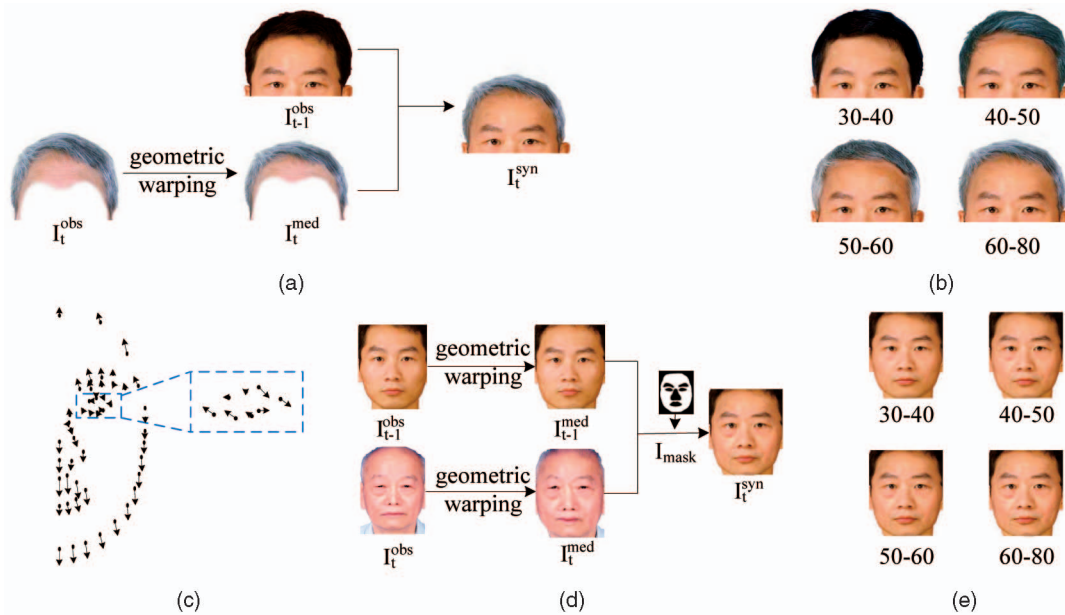 I_{t-1}^{obs}
geometric
warping
I_t^{obs}
I_t^{med}
I_t^{syn}
(a)
30-40
40-50
50-60
60-80
(b)
(c)
geometric
warping
I_{t-1}^{obs}
I_{t-1}^{med}
I_{mask}
I_t^{syn}
geometric
warping
I_t^{obs}
I_t^{med}
(d)
30-40
40-50
50-60
60-80
(e)